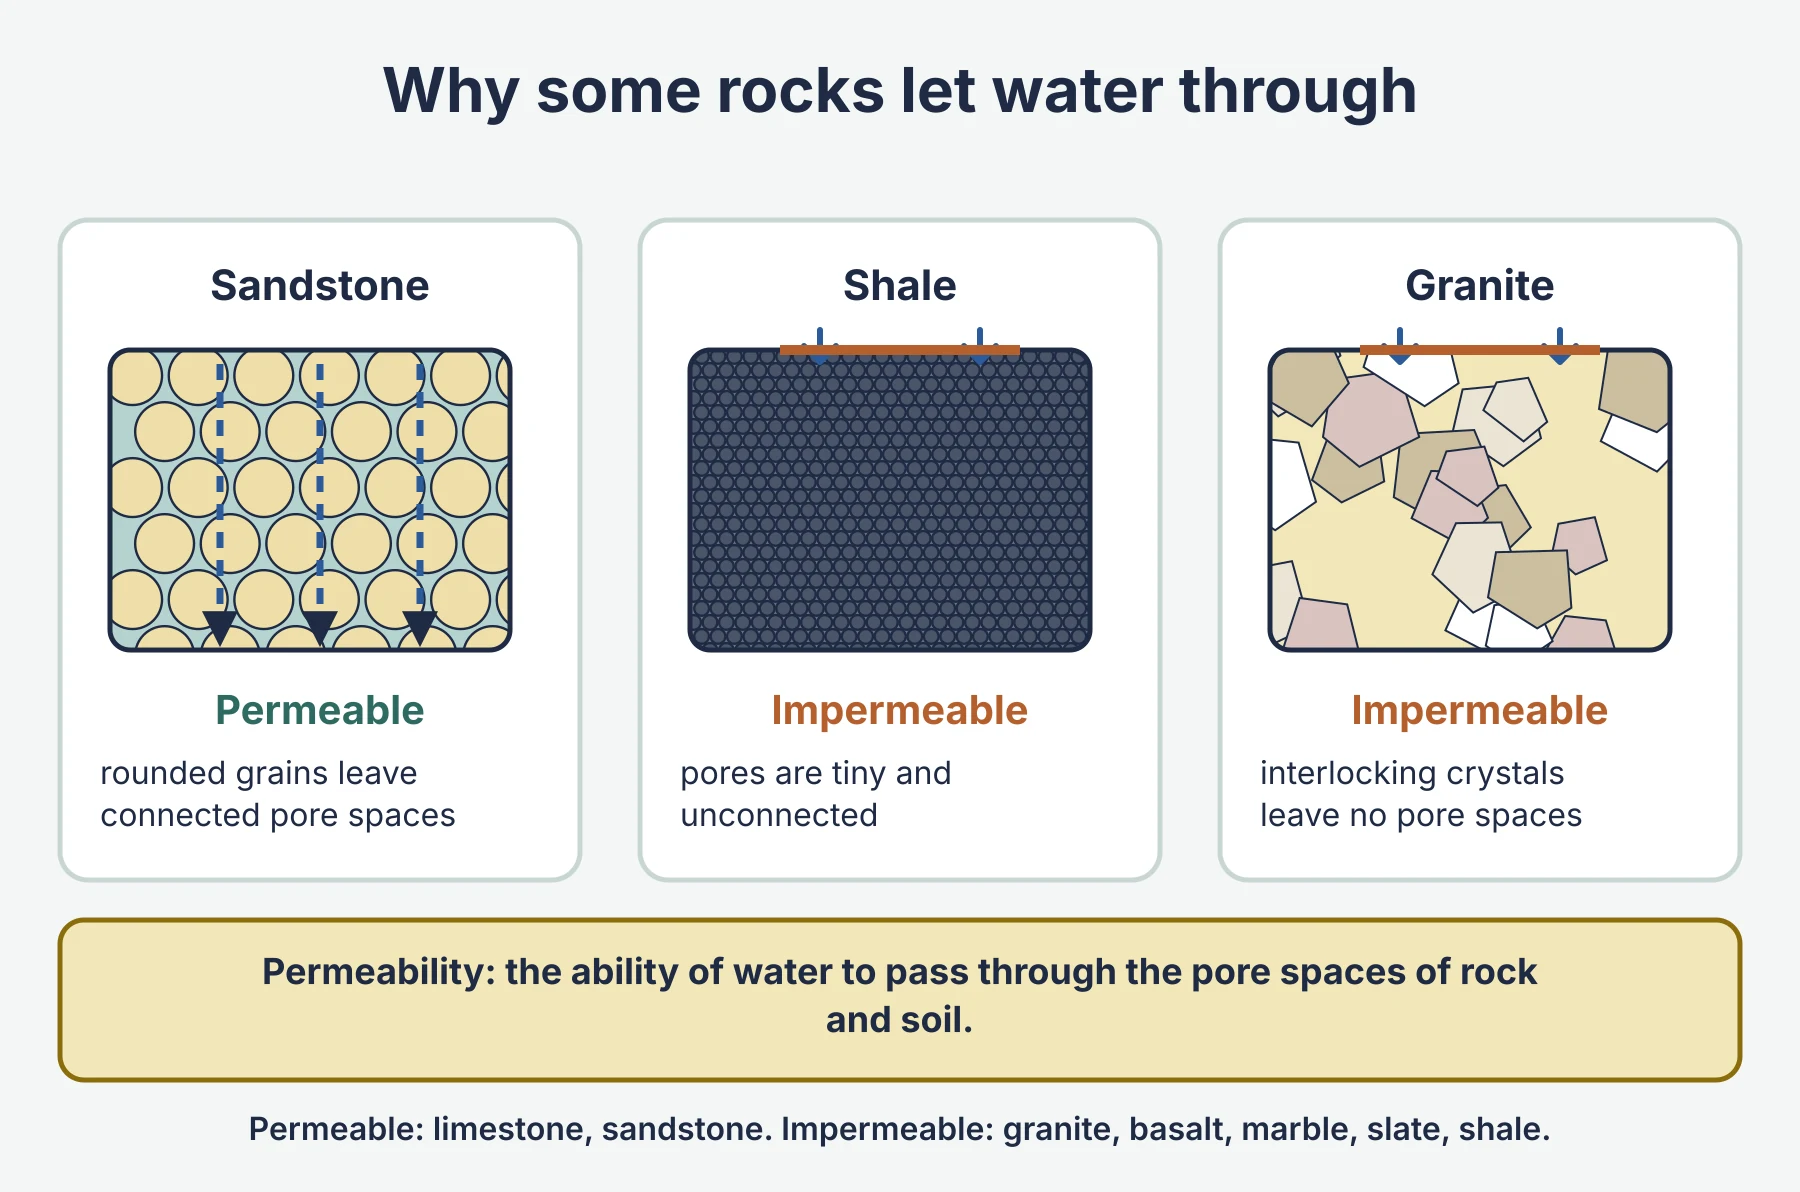 Why some rocks let water through
Sandstone
Permeable
rounded grains leave
connected pore spaces
Shale
Impermeable
pores are tiny and
unconnected
Granite
Impermeable
interlocking crystals
leave no pore spaces
Permeability: the ability of water to pass through the pore spaces of rock
and soil.
Permeable: limestone, sandstone. Impermeable: granite, basalt, marble, slate, shale.